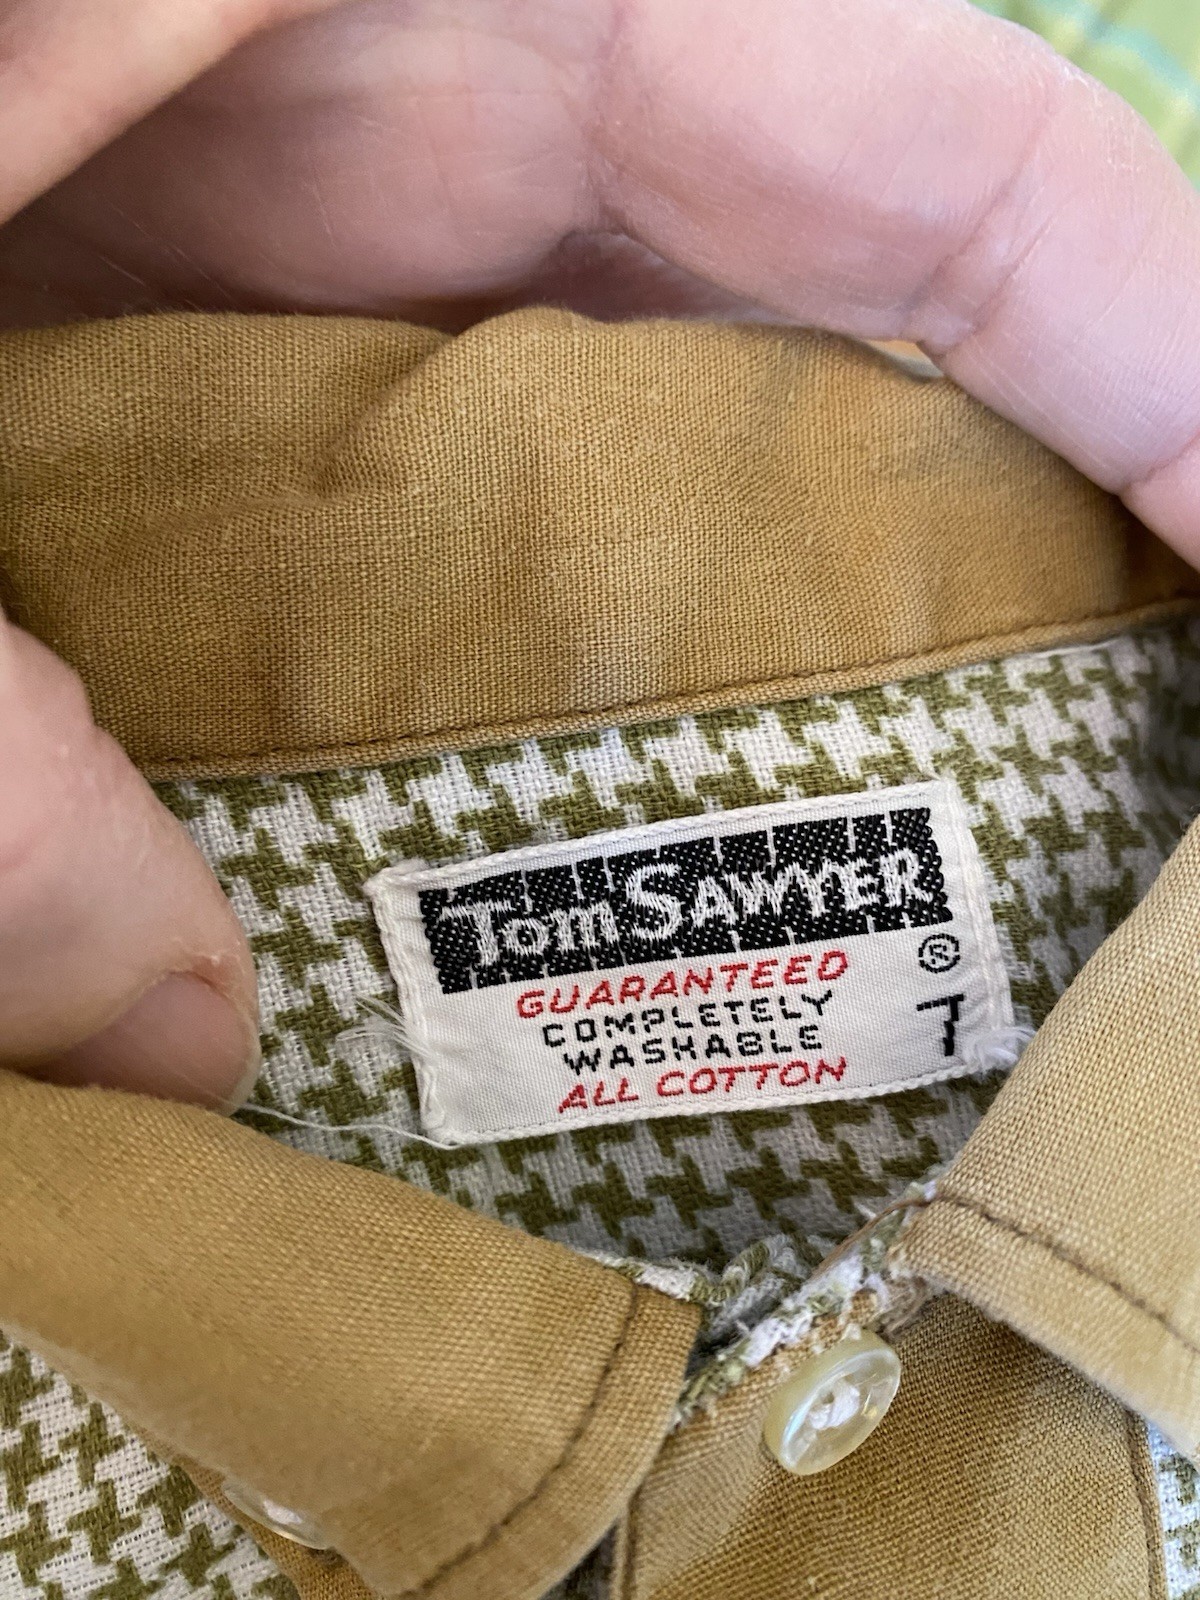 Tom SAWYER
®
GUARANTEED
COMPLETELY
WASHABLE
ALL COTTON
7